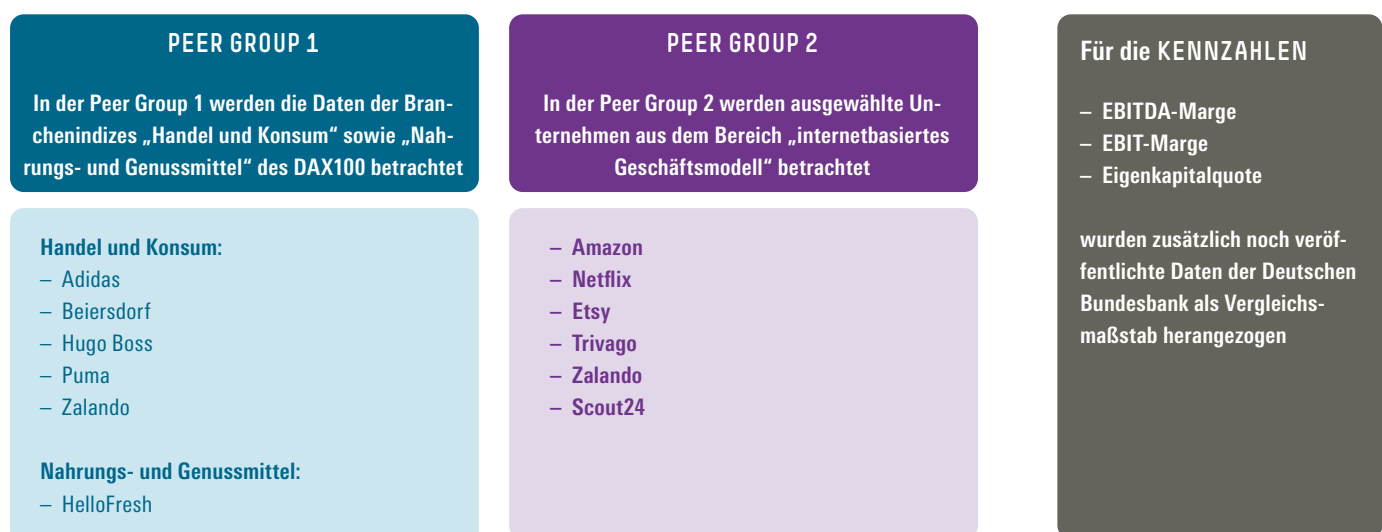 PEER GROUP 1
In der Peer Group 1 werden die Daten der Bran-
chenindizes „Handel und Konsum“ sowie „Nah-
rungs- und Genussmittel“ des DAX100 betrachtet
Handel und Konsum:
– Adidas
– Beiersdorf
– Hugo Boss
– Puma
– Zalando
Nahrungs- und Genussmittel:
– HelloFresh
PEER GROUP 2
In der Peer Group 2 werden ausgewählte Un-
ternehmen aus dem Bereich „internetbasiertes
Geschäftsmodell“ betrachtet
– Amazon
– Netflix
– Etsy
– Trivago
– Zalando
– Scout24
Für die KENNZAHLEN
– EBITDA-Marge
– EBIT-Marge
– Eigenkapitalquote
wurden zusätzlich noch veröf-
fentlichte Daten der Deutschen
Bundesbank als Vergleichs-
maßstab herangezogen